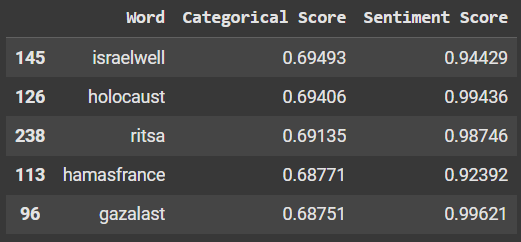 Word Categorical Score Sentiment Score
145 israelwell 0.69493 0.94429
126 holocaust 0.69406 0.99436
238 ritsa 0.69135 0.98746
113 hamasfrance 0.68771 0.92392
96 gazalast 0.68751 0.99621